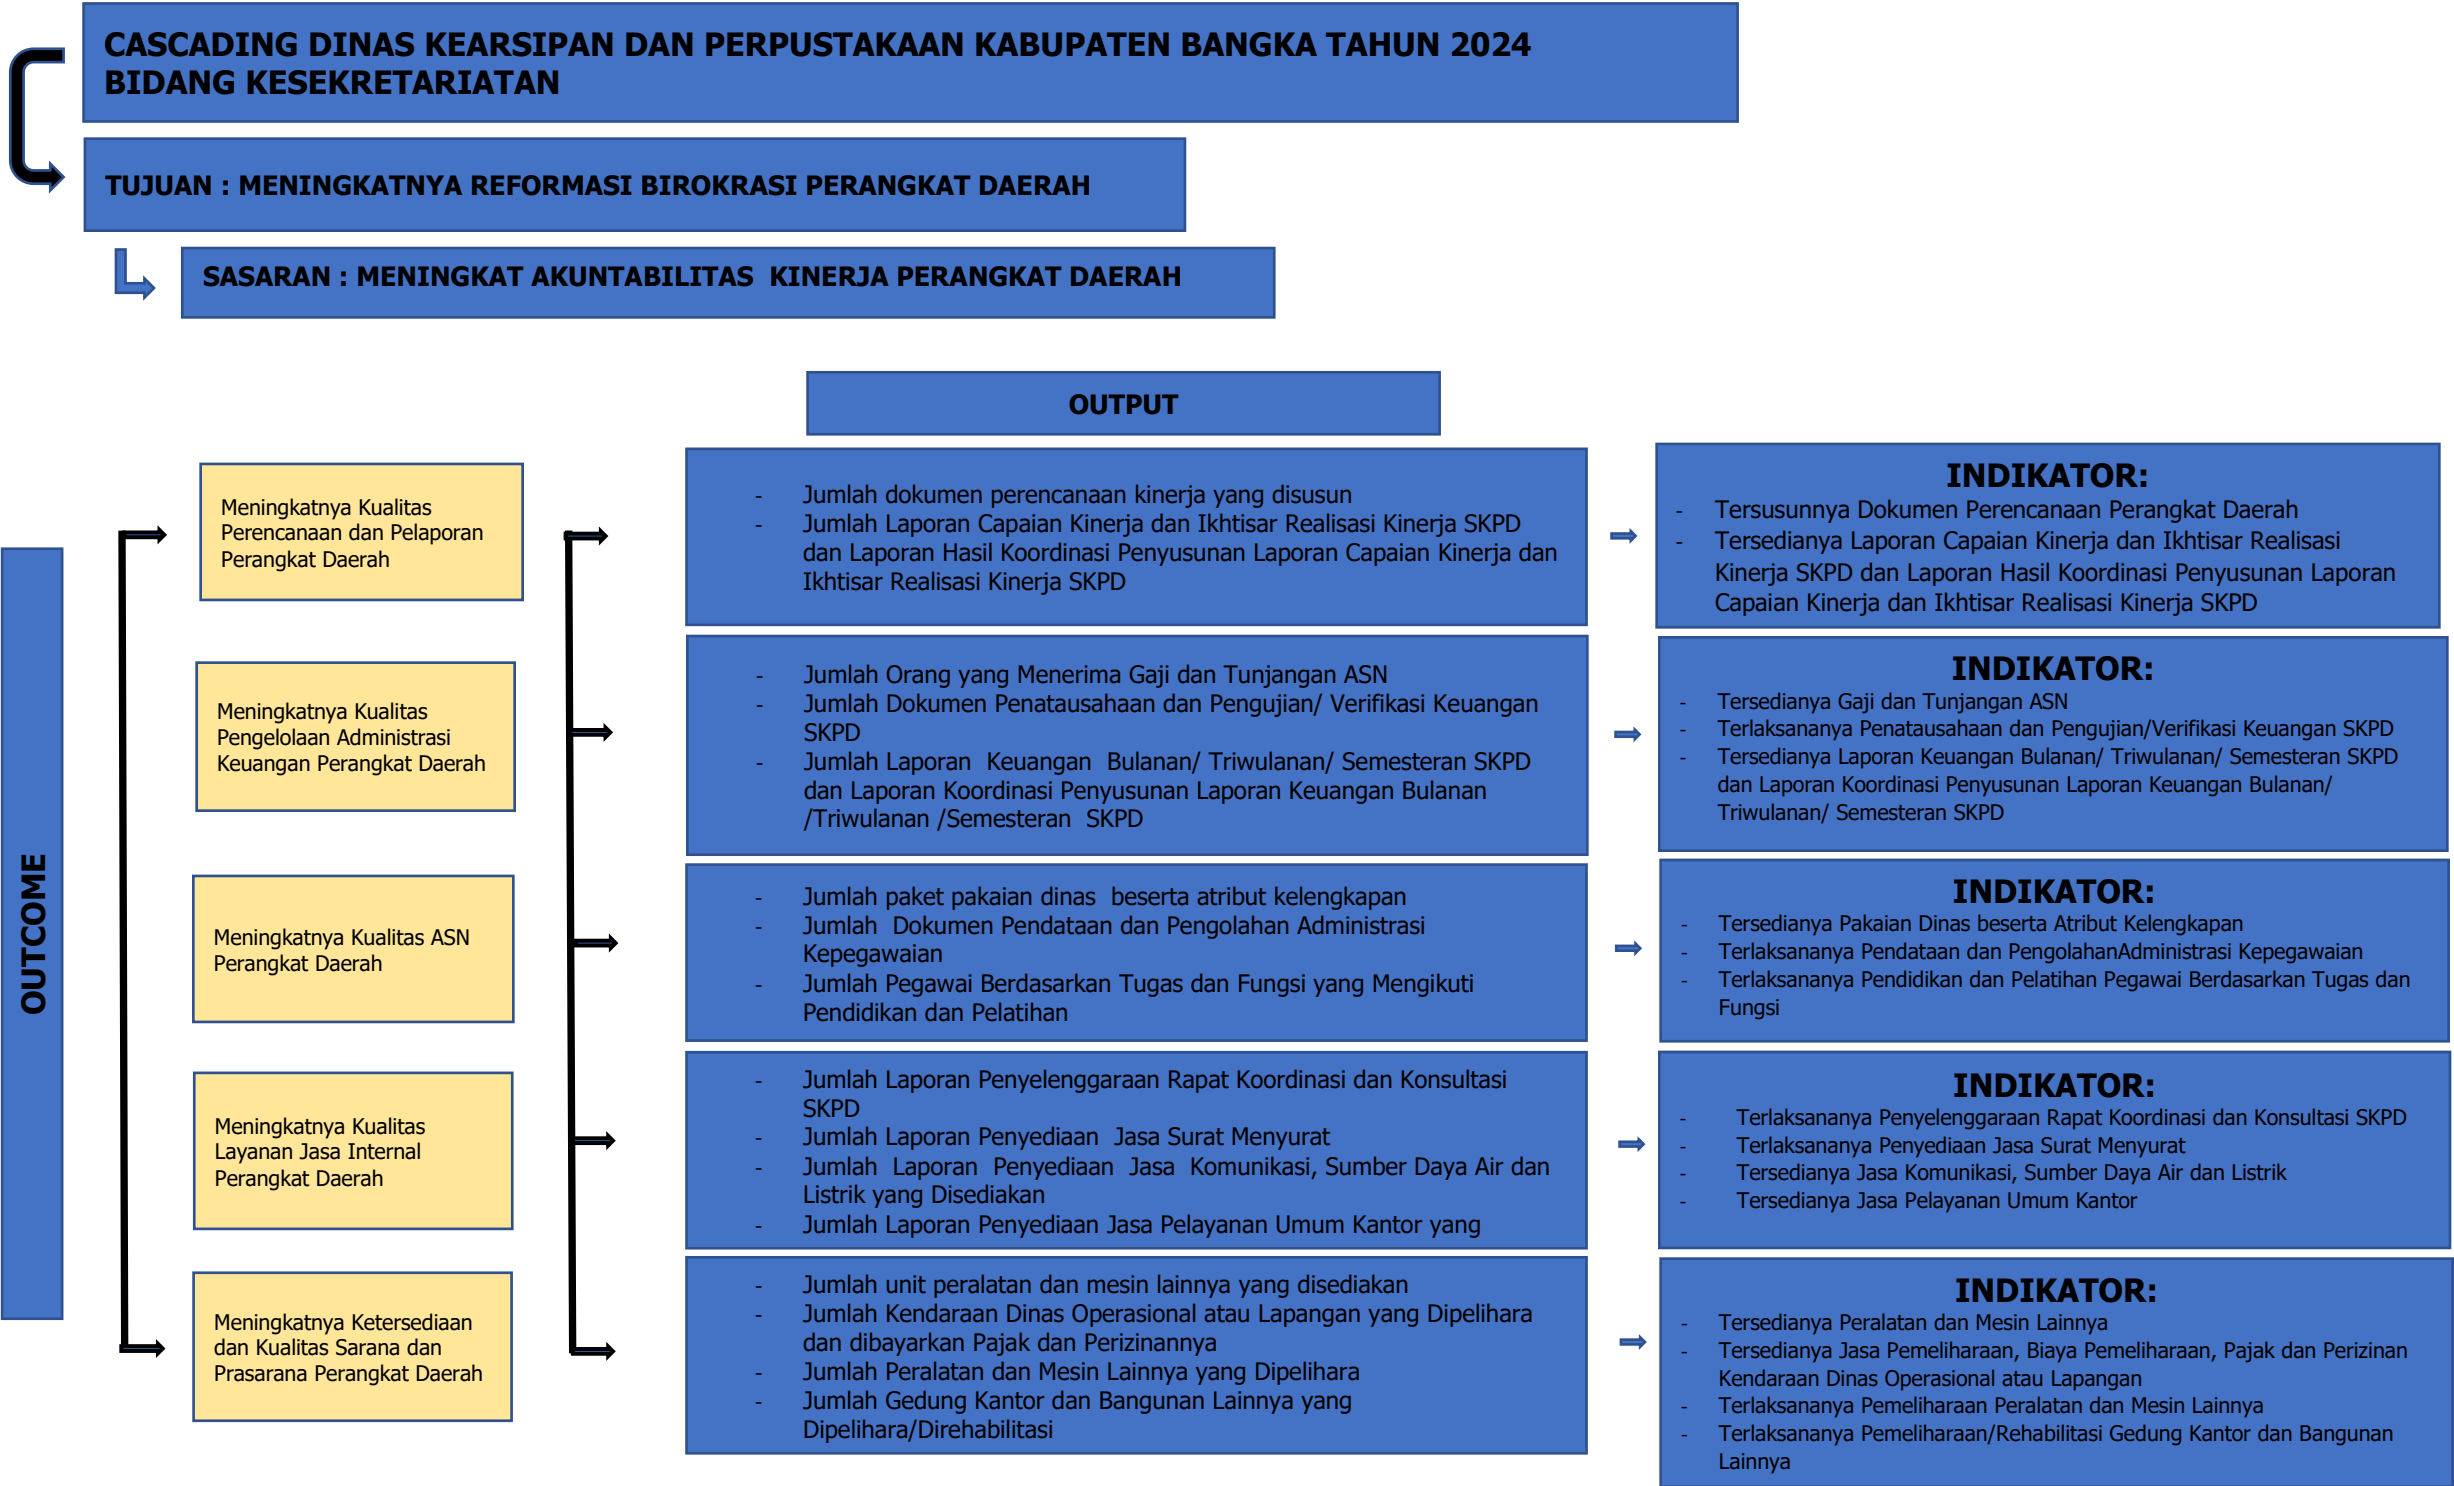 CASCADING DINAS KEARSIPAN DAN PERPUSTAKAAN KABUPATEN BANGKA TAHUN 2024
BIDANG KESEKRETARIATAN
TUJUAN : MENINGKATNYA REFORMASI BIROKRASI PERANGKAT DAERAH
SASARAN : MENINGKAT AKUNTABILITAS  KINERJA PERANGKAT DAERAH
OUTCOME
OUTPUT
Meningkatnya Kualitas
Perencanaan dan Pelaporan
Perangkat Daerah
- Jumlah dokumen perencanaan kinerja yang disusun
- Jumlah Laporan Capaian Kinerja dan Ikhtisar Realisasi Kinerja SKPD
dan Laporan Hasil Koordinasi Penyusunan Laporan Capaian Kinerja dan
Ikhtisar Realisasi Kinerja SKPD
INDIKATOR:
- Tersusunnya Dokumen Perencanaan Perangkat Daerah
- Tersedianya Laporan Capaian Kinerja dan Ikhtisar Realisasi
Kinerja SKPD dan Laporan Hasil Koordinasi Penyusunan Laporan
Capaian Kinerja dan Ikhtisar Realisasi Kinerja SKPD
Meningkatnya Kualitas
Pengelolaan Administrasi
Keuangan Perangkat Daerah
- Jumlah Orang yang Menerima Gaji dan Tunjangan ASN
- Jumlah Dokumen Penatausahaan dan Pengujian/ Verifikasi Keuangan
SKPD
- Jumlah Laporan  Keuangan  Bulanan/ Triwulanan/ Semesteran SKPD
dan Laporan Koordinasi Penyusunan Laporan Keuangan Bulanan
/Triwulanan /Semesteran  SKPD
INDIKATOR:
- Tersedianya Gaji dan Tunjangan ASN
- Terlaksananya Penatausahaan dan Pengujian/Verifikasi Keuangan SKPD
- Tersedianya Laporan Keuangan Bulanan/ Triwulanan/ Semesteran SKPD
dan Laporan Koordinasi Penyusunan Laporan Keuangan Bulanan/
Triwulanan/ Semesteran SKPD
Meningkatnya Kualitas ASN
Perangkat Daerah
- Jumlah paket pakaian dinas  beserta atribut kelengkapan
- Jumlah  Dokumen Pendataan dan Pengolahan Administrasi
Kepegawaian
- Jumlah Pegawai Berdasarkan Tugas dan Fungsi yang Mengikuti
Pendidikan dan Pelatihan
INDIKATOR:
- Tersedianya Pakaian Dinas beserta Atribut Kelengkapan
- Terlaksananya Pendataan dan PengolahanAdministrasi Kepegawaian
- Terlaksananya Pendidikan dan Pelatihan Pegawai Berdasarkan Tugas dan
Fungsi
Meningkatnya Kualitas
Layanan Jasa Internal
Perangkat Daerah
- Jumlah Laporan Penyelenggaraan Rapat Koordinasi dan Konsultasi
SKPD
- Jumlah Laporan Penyediaan  Jasa Surat Menyurat
- Jumlah  Laporan  Penyediaan  Jasa  Komunikasi, Sumber Daya Air dan
Listrik yang Disediakan
- Jumlah Laporan Penyediaan Jasa Pelayanan Umum Kantor yang
INDIKATOR:
- Terlaksananya Penyelenggaraan Rapat Koordinasi dan Konsultasi SKPD
- Terlaksananya Penyediaan Jasa Surat Menyurat
- Tersedianya Jasa Komunikasi, Sumber Daya Air dan Listrik
- Tersedianya Jasa Pelayanan Umum Kantor
Meningkatnya Ketersediaan
dan Kualitas Sarana dan
Prasarana Perangkat Daerah
- Jumlah unit peralatan dan mesin lainnya yang disediakan
- Jumlah Kendaraan Dinas Operasional atau Lapangan yang Dipelihara
dan dibayarkan Pajak dan Perizinannya
- Jumlah Peralatan dan Mesin Lainnya yang Dipelihara
- Jumlah Gedung Kantor dan Bangunan Lainnya yang
Dipelihara/Direhabilitasi
INDIKATOR:
- Tersedianya Peralatan dan Mesin Lainnya
- Tersedianya Jasa Pemeliharaan, Biaya Pemeliharaan, Pajak dan Perizinan
Kendaraan Dinas Operasional atau Lapangan
- Terlaksananya Pemeliharaan Peralatan dan Mesin Lainnya
- Terlaksananya Pemeliharaan/Rehabilitasi Gedung Kantor dan Bangunan
Lainnya